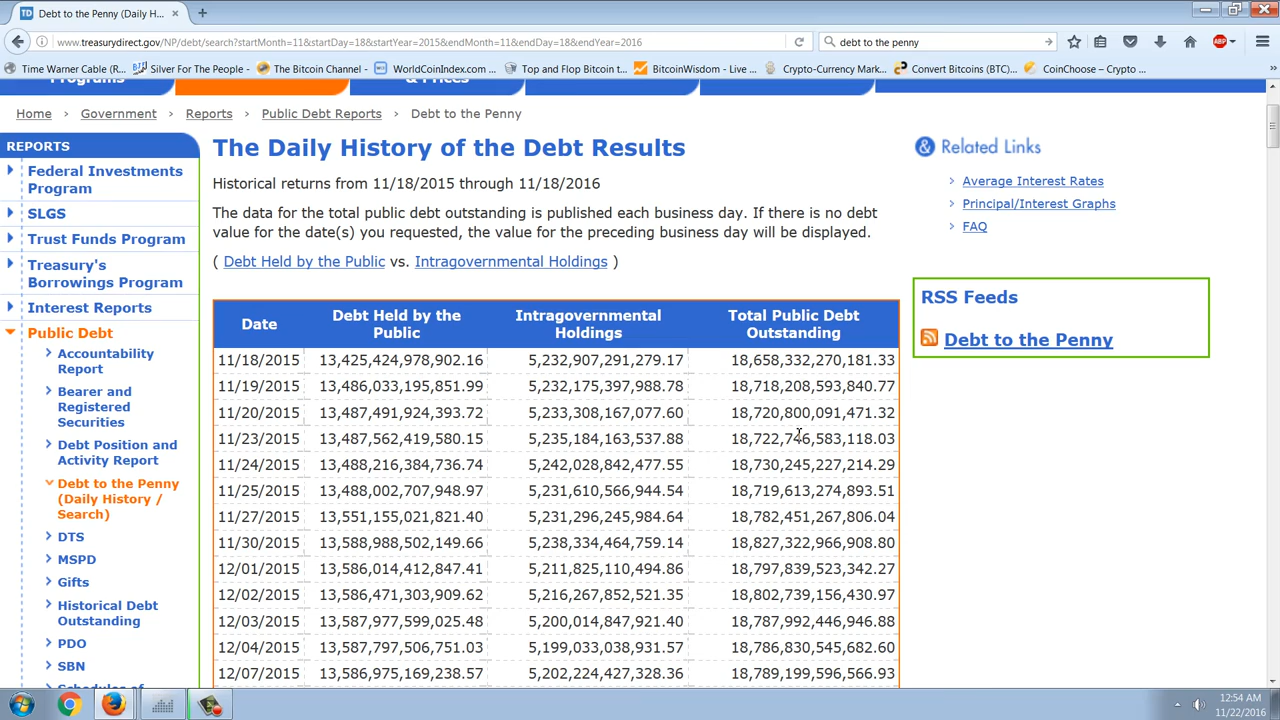 Debt to the Penny (Daily H...
www.treasurydirect.gov/NP/debt/search?startMonth=11&startDay=18&startYear=2015&endMonth=11&endDay=18&endYear=2016
debt to the penny
Time Warner Cable (R...
Silver For The People - ...
The Bitcoin Channel - ...
WorldCoinIndex.com ...
Top and Flop Bitcoin t...
BitcoinWisdom - Live ...
Crypto-Currency Mark...
Convert Bitcoins (BTC)...
CoinChoose – Crypto ...
Programs
& Prices
Home > Government > Reports > Public Debt Reports > Debt to the Penny
REPORTS
Federal Investments
Program
SLGS
Trust Funds Program
Treasury's
Borrowings Program
Interest Reports
Public Debt
Accountability
Report
Bearer and
Registered
Securities
Debt Position and
Activity Report
Debt to the Penny
(Daily History /
Search)
DTS
MSPD
Gifts
Historical Debt
Outstanding
PDO
SBN
Schedules of
The Daily History of the Debt Results
Historical returns from 11/18/2015 through 11/18/2016
The data for the total public debt outstanding is published each business day. If there is no debt
value for the date(s) you requested, the value for the preceding business day will be displayed.
( Debt Held by the Public vs. Intragovernmental Holdings )
Date Debt Held by the Public Intragovernmental Holdings Total Public Debt Outstanding
11/18/2015 13,425,424,978,902.16 5,232,907,291,279.17 18,658,332,270,181.33
11/19/2015 13,486,033,195,851.99 5,232,175,397,988.78 18,718,208,593,840.77
11/20/2015 13,487,491,924,393.72 5,233,308,167,077.60 18,720,800,091,471.32
11/23/2015 13,487,562,419,580.15 5,235,184,163,537.88 18,722,746,583,118.03
11/24/2015 13,488,216,384,736.74 5,242,028,842,477.55 18,730,245,227,214.29
11/25/2015 13,488,002,707,948.97 5,231,610,566,944.54 18,719,613,274,893.51
11/27/2015 13,551,155,021,821.40 5,231,296,245,984.64 18,782,451,267,806.04
11/30/2015 13,588,988,502,149.66 5,238,334,464,759.14 18,827,322,966,908.80
12/01/2015 13,586,014,412,847.41 5,211,825,110,494.86 18,797,839,523,342.27
12/02/2015 13,586,471,303,909.62 5,216,267,852,521.35 18,802,739,156,430.97
12/03/2015 13,587,977,599,025.48 5,200,014,847,921.40 18,787,992,446,946.88
12/04/2015 13,587,797,506,751.03 5,199,033,038,931.57 18,786,830,545,682.60
12/07/2015 13,586,975,169,238.57 5,202,224,427,328.36 18,789,199,596,566.93
Related Links
Average Interest Rates
Principal/Interest Graphs
FAQ
RSS Feeds
Debt to the Penny
12:54 AM
11/22/2016